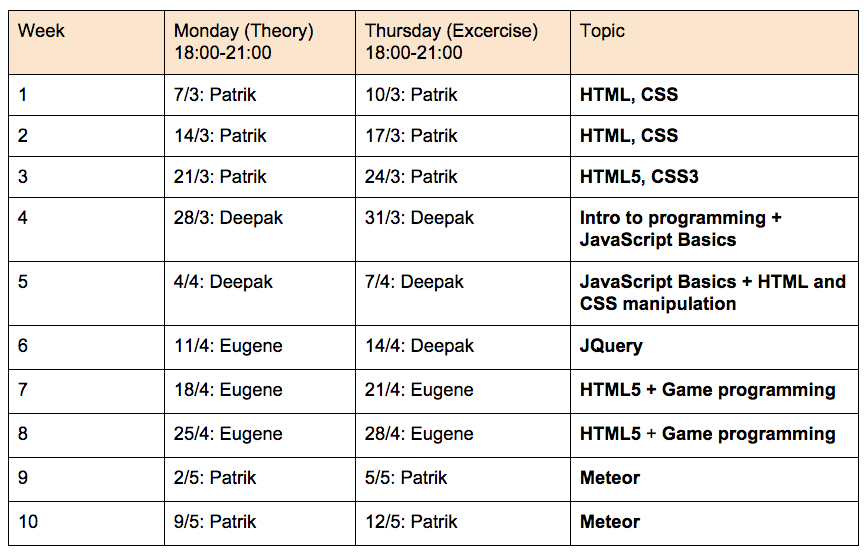 Week Monday (Theory) Thursday (Excercise) Topic
18:00-21:00 18:00-21:00
1 7/3: Patrik 10/3: Patrik HTML, CSS
2 14/3: Patrik 17/3: Patrik HTML, CSS
3 21/3: Patrik 24/3: Patrik HTML5, CSS3
4 28/3: Deepak 31/3: Deepak Intro to programming +
JavaScript Basics
5 4/4: Deepak 7/4: Deepak JavaScript Basics + HTML and
CSS manipulation
6 11/4: Eugene 14/4: Deepak JQuery
7 18/4: Eugene 21/4: Eugene HTML5 + Game programming
8 25/4: Eugene 28/4: Eugene HTML5 + Game programming
9 2/5: Patrik 5/5: Patrik Meteor
10 9/5: Patrik 12/5: Patrik Meteor